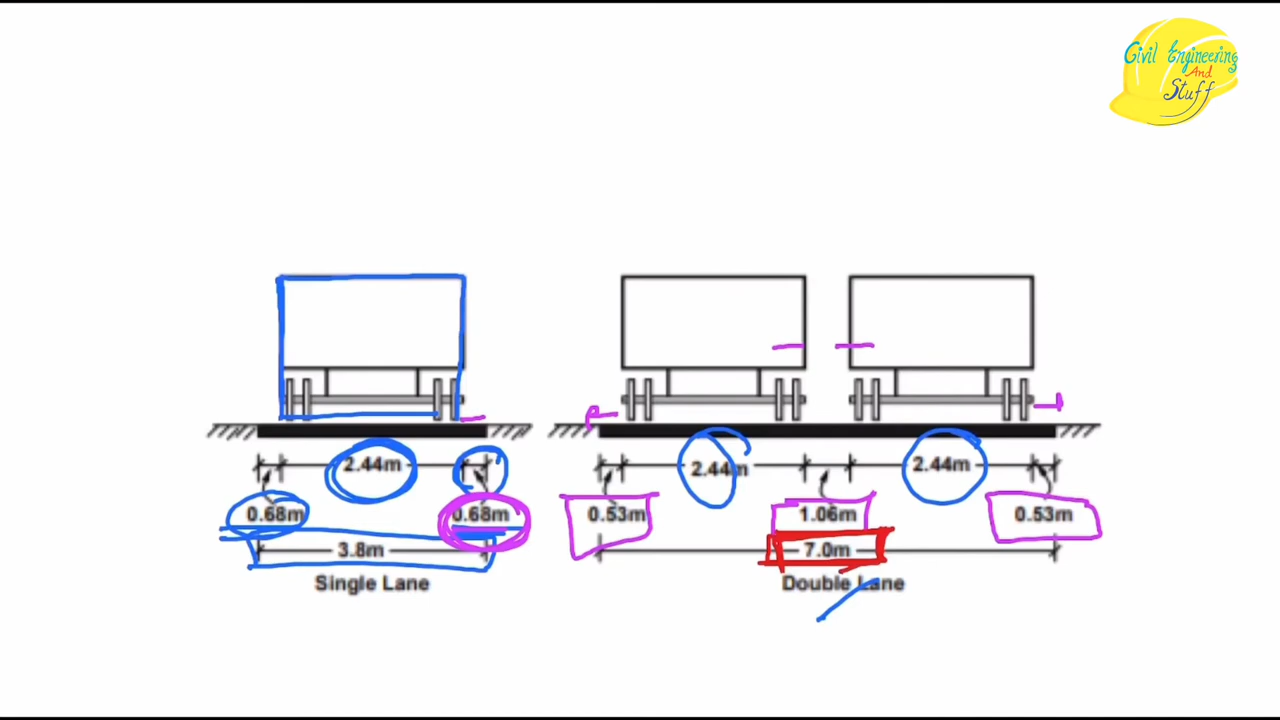 Civil Engineering
And
Stuff
2.44m
0.68m
0.68m
3.8m
Single Lane
2.44m
2.44m
0.53m
1.06m
0.53m
7.0m
Double Lane